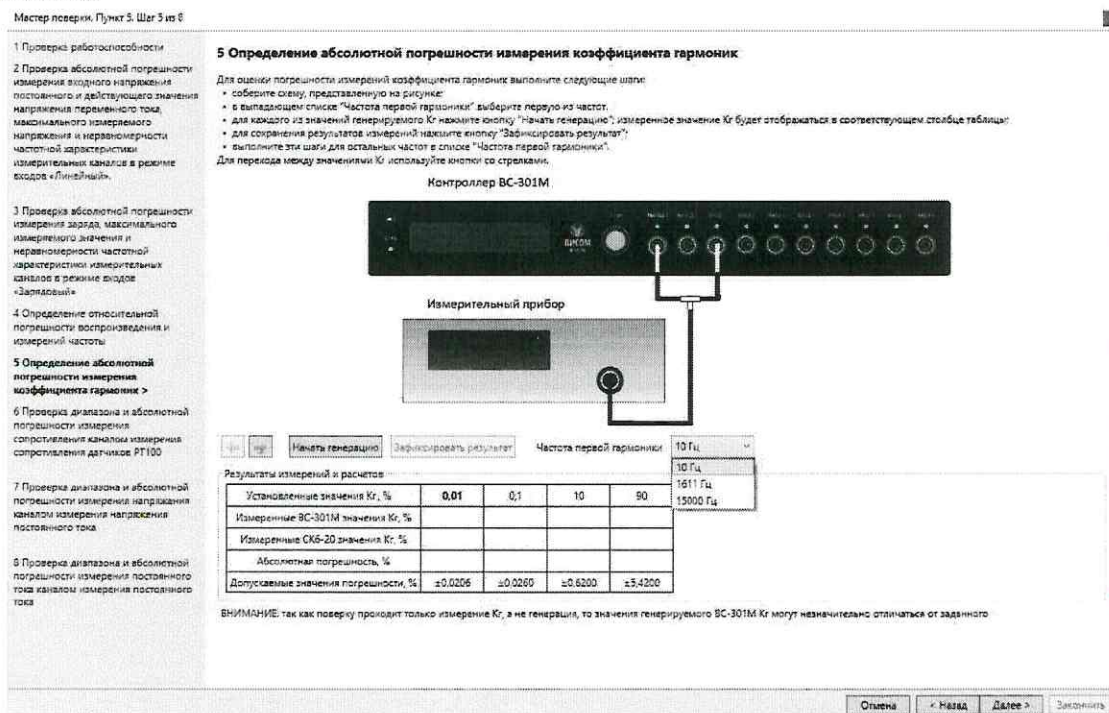 Мастер поверки. Пункт 5. Шаг 5 из 8
1 Проверка работоспособности
2 Проверка абсолютной погрешности
измерения входного напряжения
постоянного и действующего значения
напряжения переменного тока,
максимального измеряемого
напряжения и неравномерности
частотной характеристики
измерительных каналов в режиме
входов «Линейный».
3 Проверка абсолютной погрешности
измерения заряда, максимального
измеряемого значения и
неравномерности частотной
характеристики измерительных
каналов в режиме входов
«Зарядовый»
4 Определение относительной
погрешности воспроизведения и
измерений частоты
5 Определение абсолютной
погрешности измерения
коэффициента гармоник >
6 Проверка диапазона и абсолютной
погрешности измерения
сопротивления каналом измерения
сопротивления датчиков РТ100
7 Проверка диапазона и абсолютной
погрешности измерения напряжения
каналом измерения напряжения
постоянного тока
8 Проверка диапазона и абсолютной
погрешности измерения постоянного
тока каналом измерения постоянного
тока
5 Определение абсолютной погрешности измерения коэффициента гармоник
Для оценки погрешности измерений коэффициента гармоник выполните следующие шаги:
• соберите схему, представленную на рисунке;
• в выпадающем списке "Частота первой гармоники" выберите первую из частот.
• для каждого из значений генерируемого Кг нажмите кнопку "Начать генерацию"; измеренное значение Кг будет отображаться в соответствующем столбце таблицы;
• для сохранения результатов измерений нажмите кнопку "Зафиксировать результат";
• выполните эти шаги для остальных частот в списке "Частота первой гармоники".
Для перехода между значениями Кг используйте кнопки со стрелками.
Контроллер ВС-301М
ВИСОМ
Измерительный прибор
Начать генерацию Зафиксировать результат Частота первой гармоники 10 Гц
10 Гц
1611 Гц
15000 Гц
Результаты измерений и расчетов
Установленные значения Кг, % 0,01 0,1 10 90
Измеренные ВС-301М значения Кг, %
Измеренные СК6-20 значения Кг, %
Абсолютная погрешность, %
Допускаемые значения погрешности, % ±0,0206 ±0,0260 ±0,6200 ±5,4200
ВНИМАНИЕ: так как поверку проходит только измерение Кг, а не генерация, то значения генерируемого ВС-301М Кг могут незначительно отличаться от заданного
Отмена < Назад Далее > Закончить